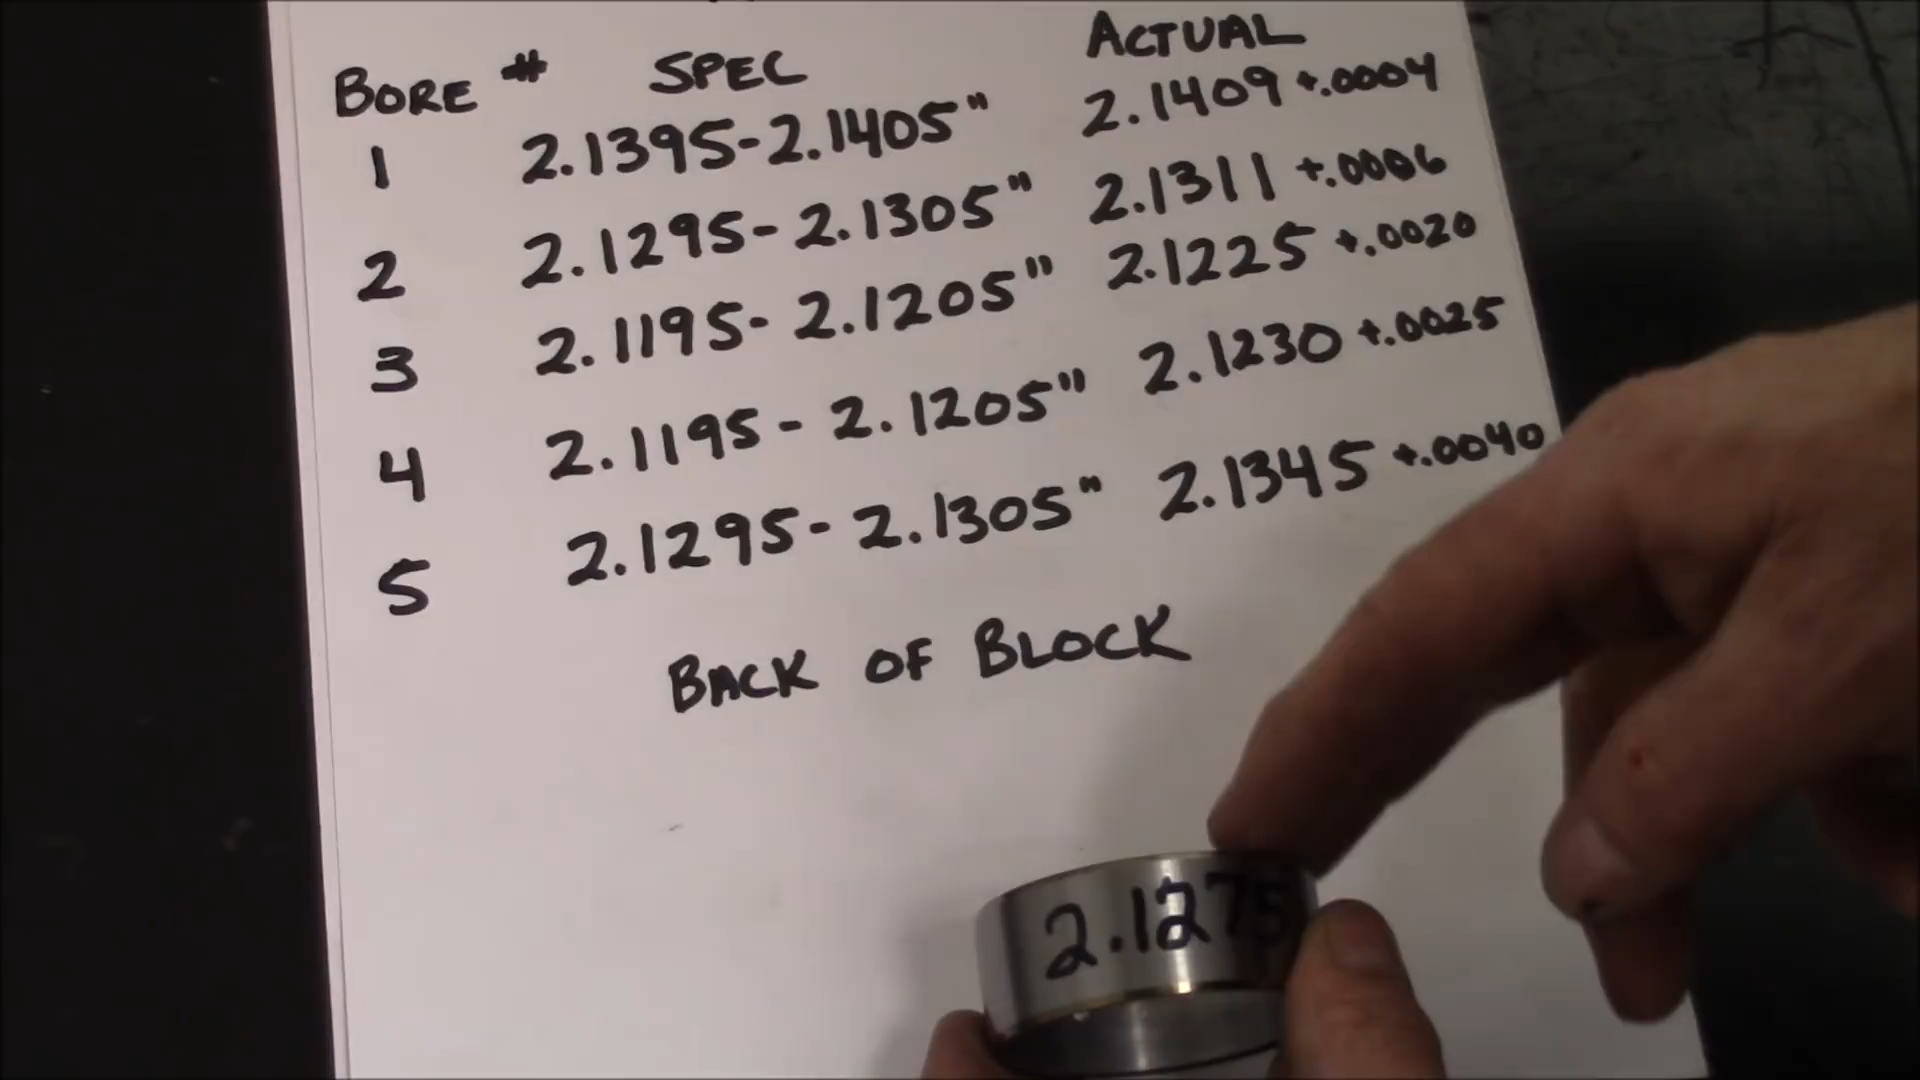 BORE # SPEC ACTUAL
1 2.1395-2.1405" 2.1409 +.0004
2 2.1295-2.1305" 2.1311 +.0006
3 2.1195-2.1205" 2.1225 +.0020
4 2.1195-2.1205" 2.1230 +.0025
5 2.1295-2.1305" 2.1345 +.0040
BACK OF BLOCK
2.1275